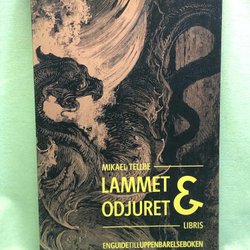 MIKAEL TELLBE
LAMMET
& 
ODJURET
LIBRIS
EN GUIDE TILL UPPENBARELSEBOKEN